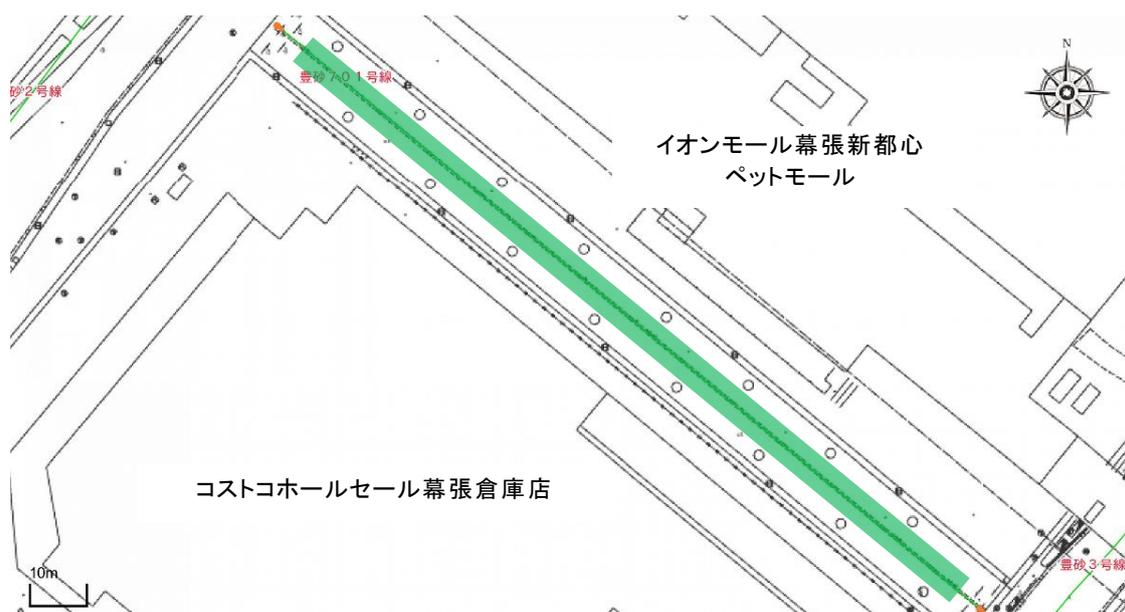 豊砂701号線
砂2号線
N
イオンモール幕張新都心
ペットモール
コストコホールセール幕張倉庫店
10m
豊砂3号線